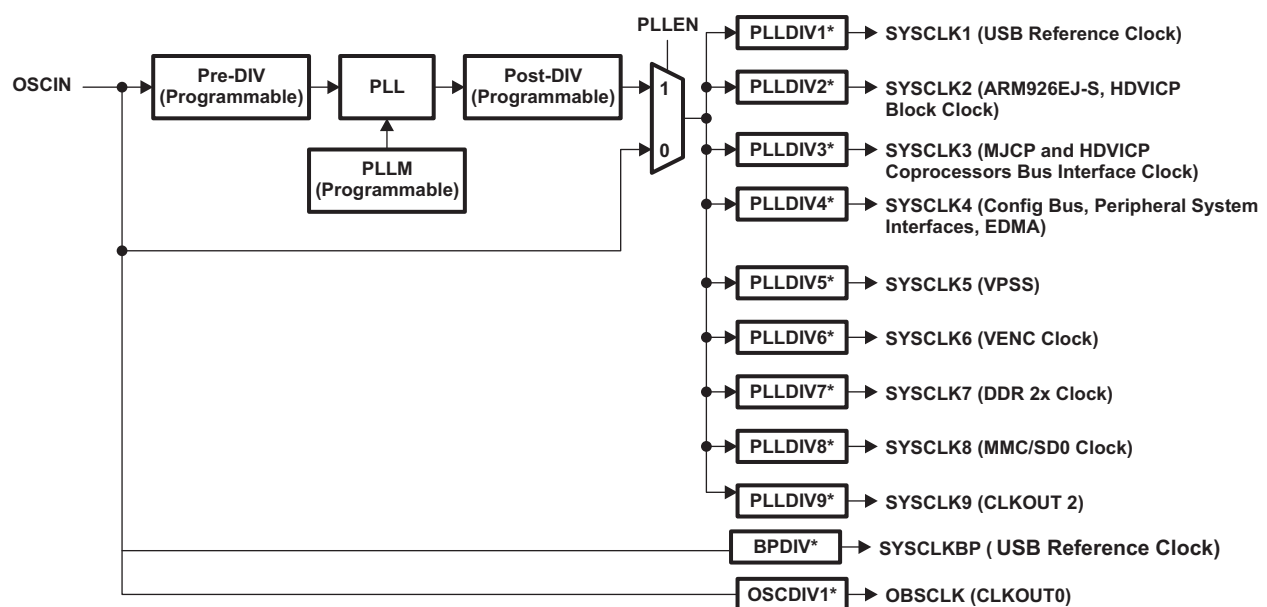 PLLEN
OSCIN
Pre-DIV
(Programmable)
PLL
Post-DIV
(Programmable)
PLLM
(Programmable)
1
0
PLLDIV1*
SYSCLK1 (USB Reference Clock)
PLLDIV2*
SYSCLK2 (ARM926EJ-S, HDVICP
Block Clock)
PLLDIV3*
SYSCLK3 (MJCP and HDVICP
Coprocessors Bus Interface Clock)
PLLDIV4*
SYSCLK4 (Config Bus, Peripheral System
Interfaces, EDMA)
PLLDIV5*
SYSCLK5 (VPSS)
PLLDIV6*
SYSCLK6 (VENC Clock)
PLLDIV7*
SYSCLK7 (DDR 2x Clock)
PLLDIV8*
SYSCLK8 (MMC/SD0 Clock)
PLLDIV9*
SYSCLK9 (CLKOUT 2)
BPDIV*
SYSCLKBP ( USB Reference Clock)
OSCDIV1*
OBSCLK (CLKOUT0)